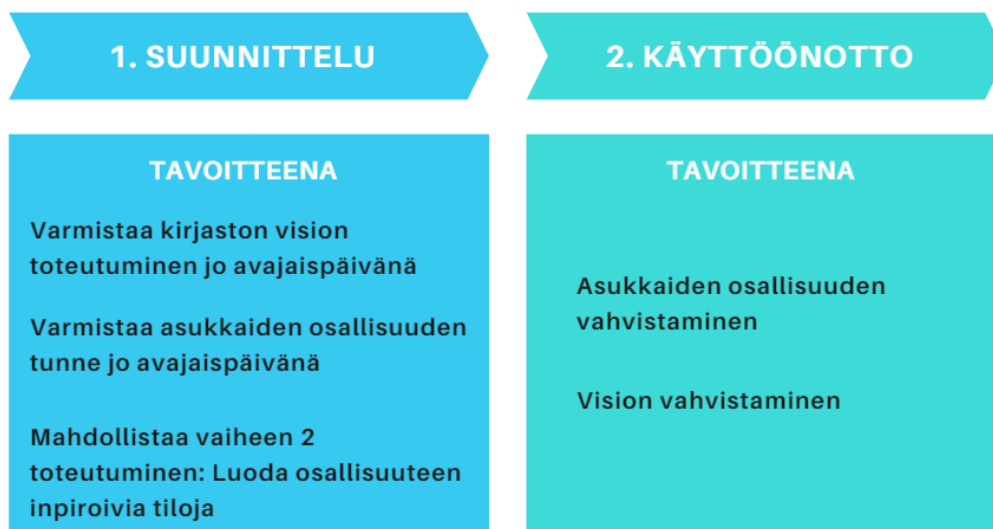 1. SUUNNITTELU
TAVOITTEENA
Varmistaa kirjaston vision
toteutuminen jo avajaispäivänä
Varmistaa asukkaiden osallisuuden
tunne jo avajaispäivänä
Mahdollistaa vaiheen 2
toteutuminen: Luoda osallisuuteen
inpiroivia tiloja
2. KÄYTTÖÖNOTTO
TAVOITTEENA
Asukkaiden osallisuuden
vahvistaminen
Vision vahvistaminen